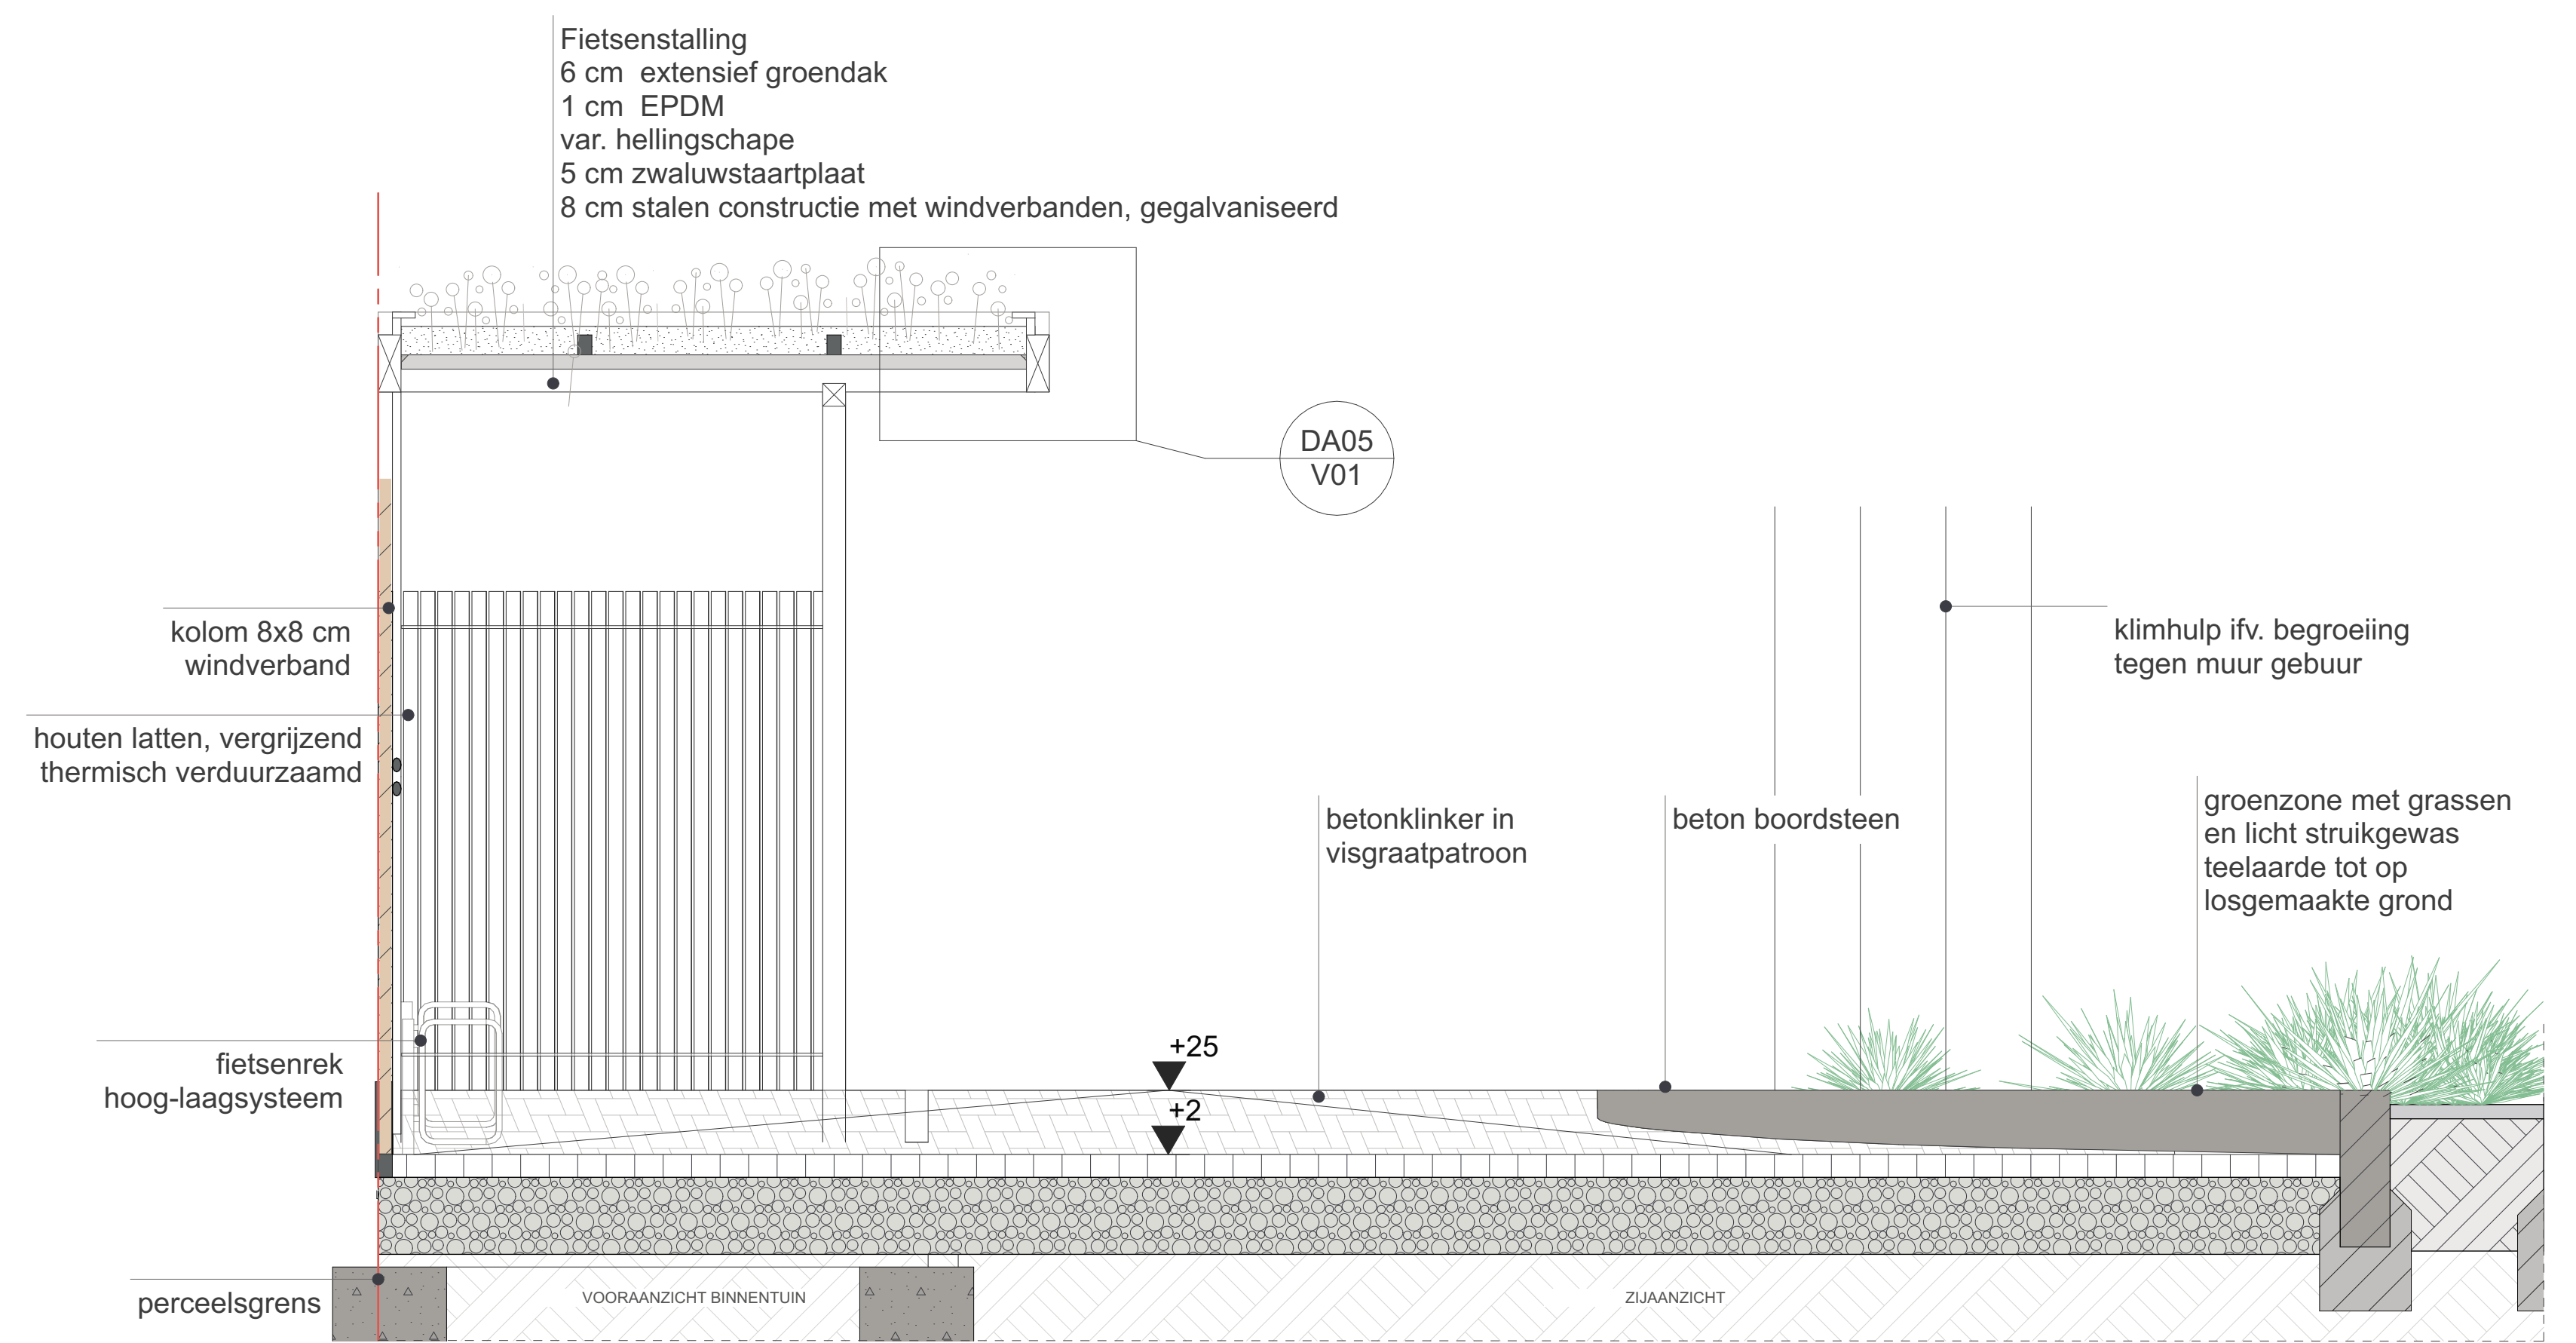 Fietsenstalling
6 cm extensief groendak
1 cm EPDM
var. hellingschape
5 cm zwaluwstaartplaat
8 cm stalen constructie met windverbanden, gegalvaniseerd
DA05
V01
kolom 8x8 cm
windverband
klimhulp ifv. begroeiing
tegen muur gebuur
houten latten, vergrijzend
thermisch verduurzaamd
betonklinker in
visgraatpatroon
beton boordsteen
groenzone met grassen
en licht struikgewas
teelaarde tot op
losgemaakte grond
fietsenrek
hoog-laagsysteem
+25
+2
perceelsgrens
VOORAANZICHT BINNENTUIN
ZIJAANZICHT